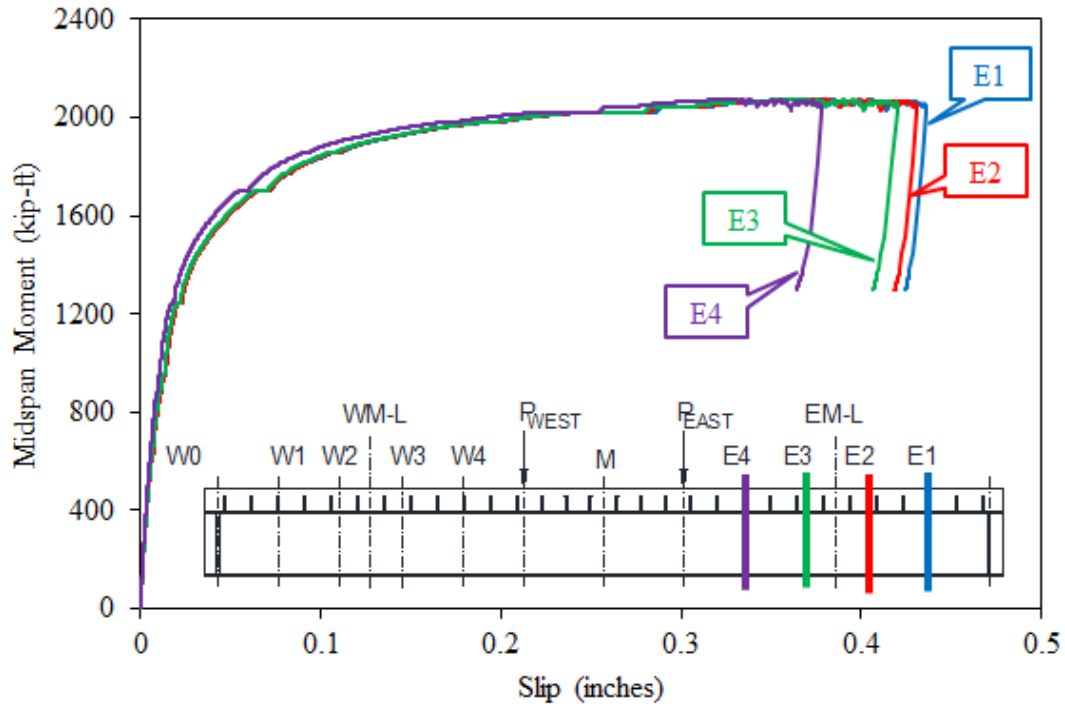 2400
2000
1600
1200
800
400
0
Midspan Moment (kip-ft)
E1
E2
E3
E4
WM-L
PWEST
PEAST
EM-L
W0
W1
W2
W3
W4
M
E4
E3
E2
E1
0
0.1
0.2
0.3
0.4
0.5
Slip (inches)